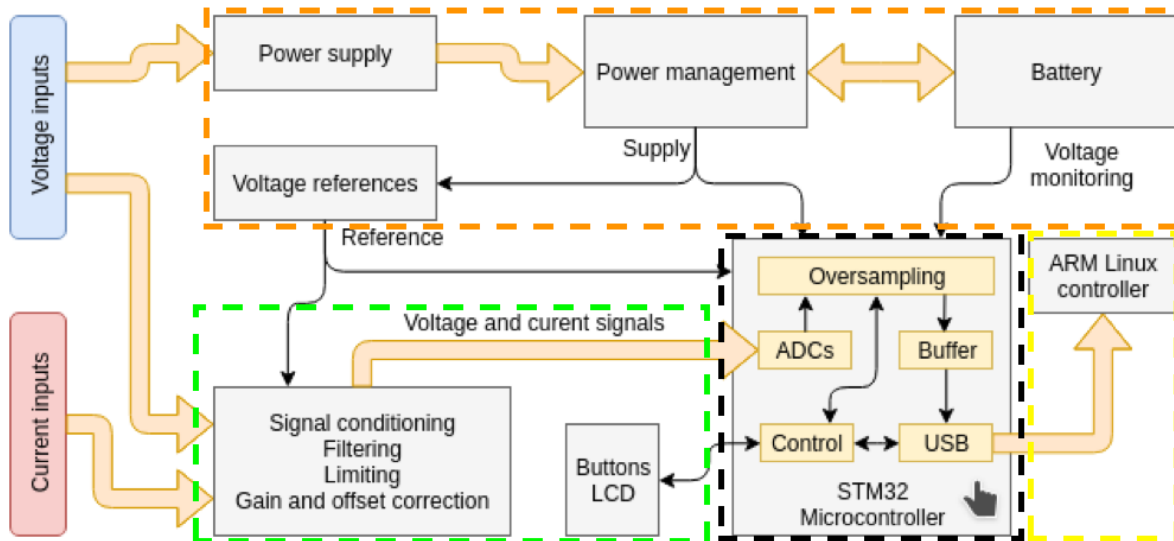 Voltage inputs
Power supply
Power management
Battery
Supply
Voltage
monitoring
Voltage references
Reference
Oversampling
ARM Linux
controller
Current inputs
Voltage and curent signals
ADCs
Buffer
Signal conditioning
Filtering
Limiting
Gain and offset correction
Buttons
LCD
Control
USB
STM32
Microcontroller